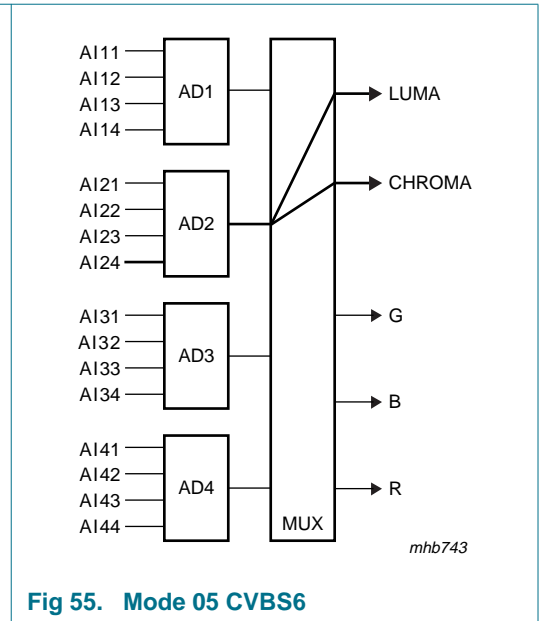 AI11
AI12
AI13
AI14
AD1
AI21
AI22
AI23
AI24
AD2
AI31
AI32
AI33
AI34
AD3
AI41
AI42
AI43
AI44
AD4
MUX
LUMA
CHROMA
G
B
R
mhb743
Fig 55. Mode 05 CVBS6